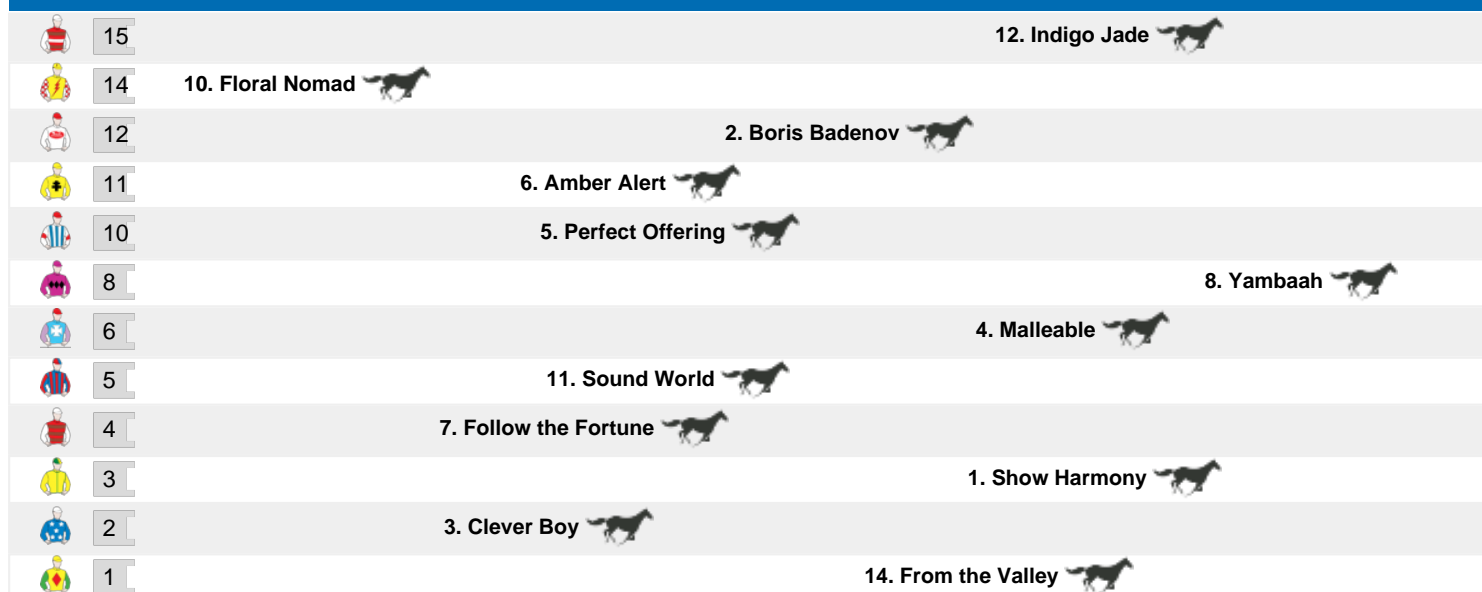 15 12. Indigo Jade
14 10. Floral Nomad
12 2. Boris Badenov
11 6. Amber Alert
10 5. Perfect Offering
8 8. Yambaah
6 4. Malleable
5 11. Sound World
4 7. Follow the Fortune
3 1. Show Harmony
2 3. Clever Boy
1 14. From the Valley